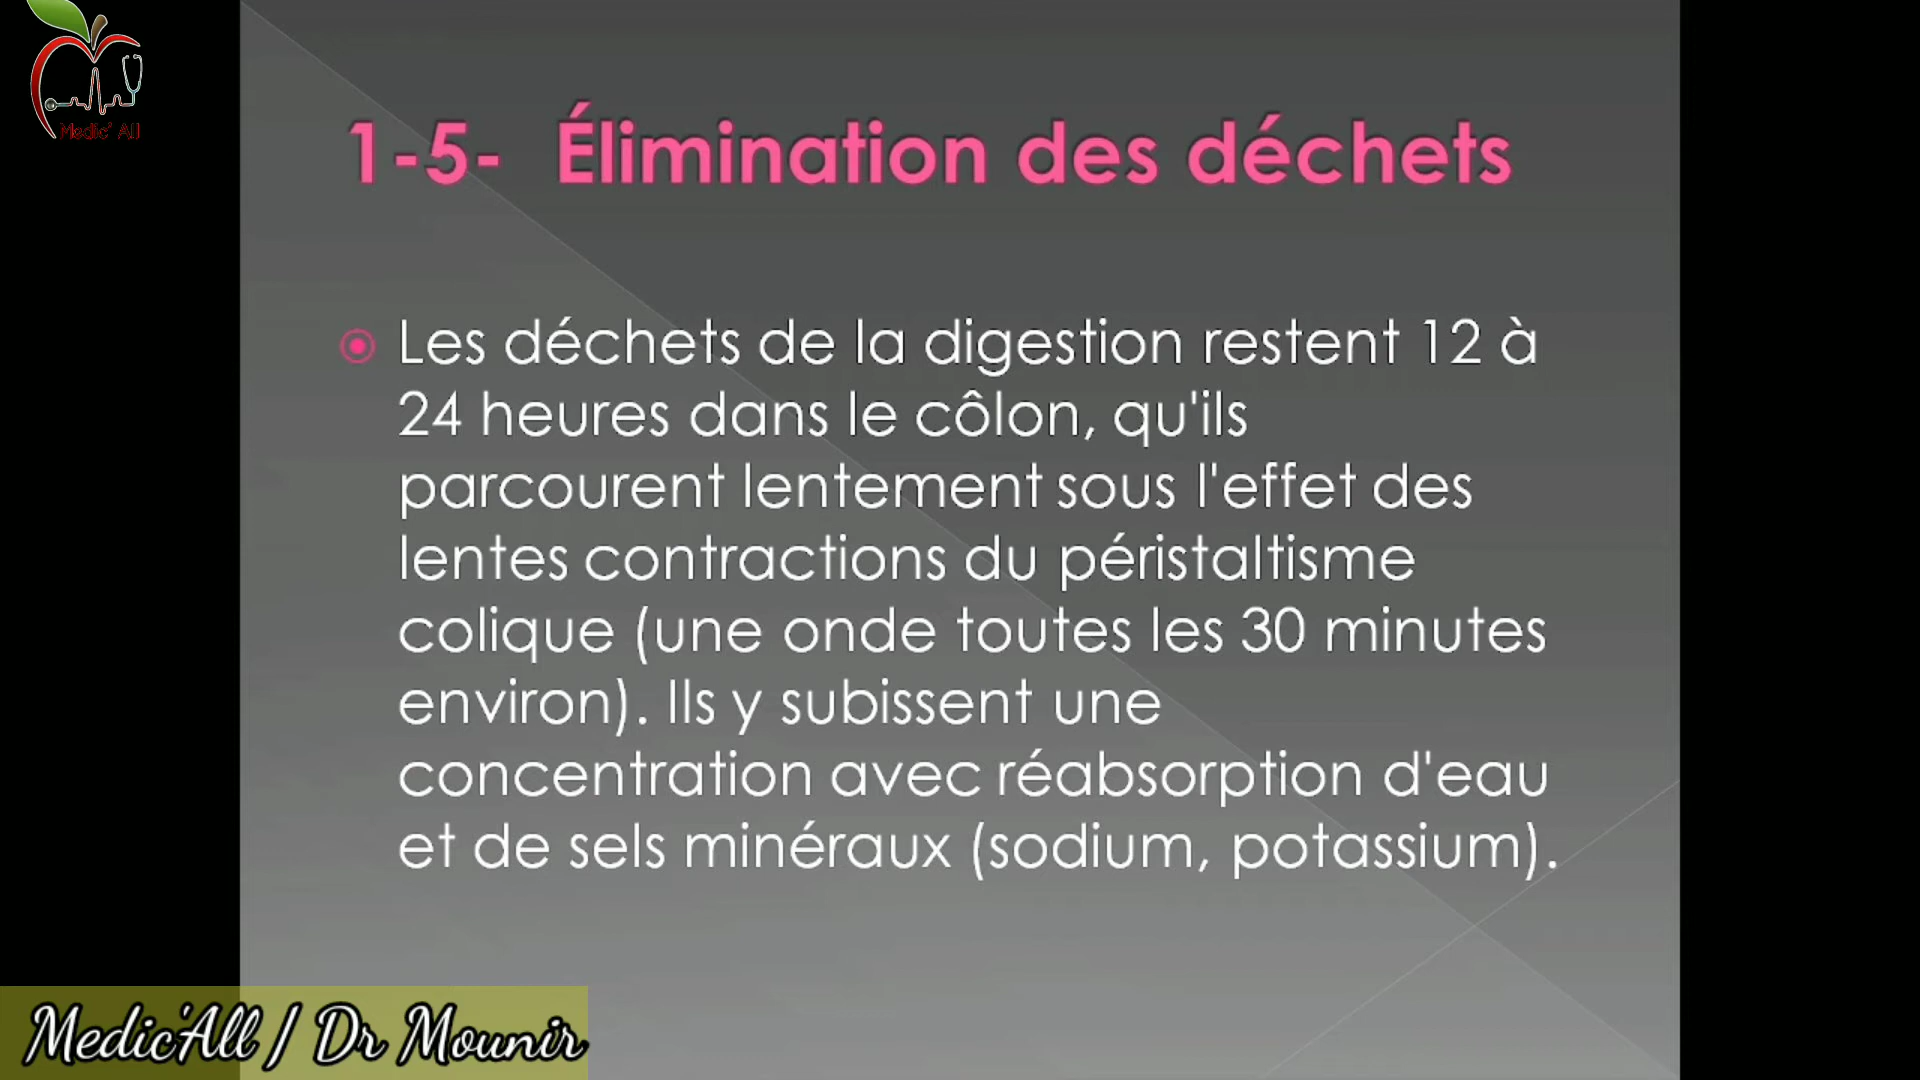 Medic' All
1-5- Élimination des déchets
Les déchets de la digestion restent 12 à
24 heures dans le côlon, qu'ils
parcourent lentement sous l'effet des
lentes contractions du péristaltisme
colique (une onde toutes les 30 minutes
environ). Ils y subissent une
concentration avec réabsorption d'eau
et de sels minéraux (sodium, potassium).
Medic'All / Dr Mounir